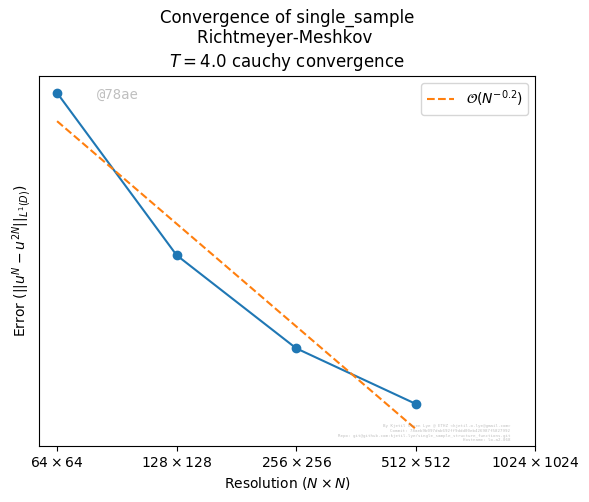 Convergence of single_sample
Richtmeyer-Meshkov
T = 4.0 cauchy convergence
@78ae
O(N^{-0.2})
Error (||u^N − u^{2N}||_{L^1(D)})
64 × 64
128 × 128
256 × 256
512 × 512
1024 × 1024
Resolution (N × N)